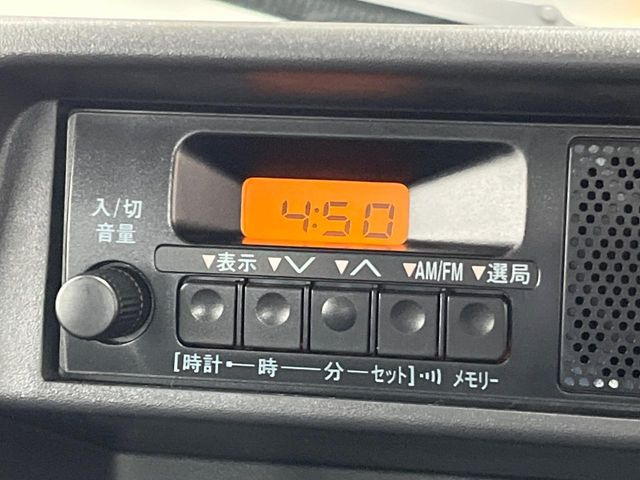 4:50
入/切
音量
▼表示 ▼∨ ▼∧ ▼AM/FM ▼選局
[時計 時 分 セット] メモリー